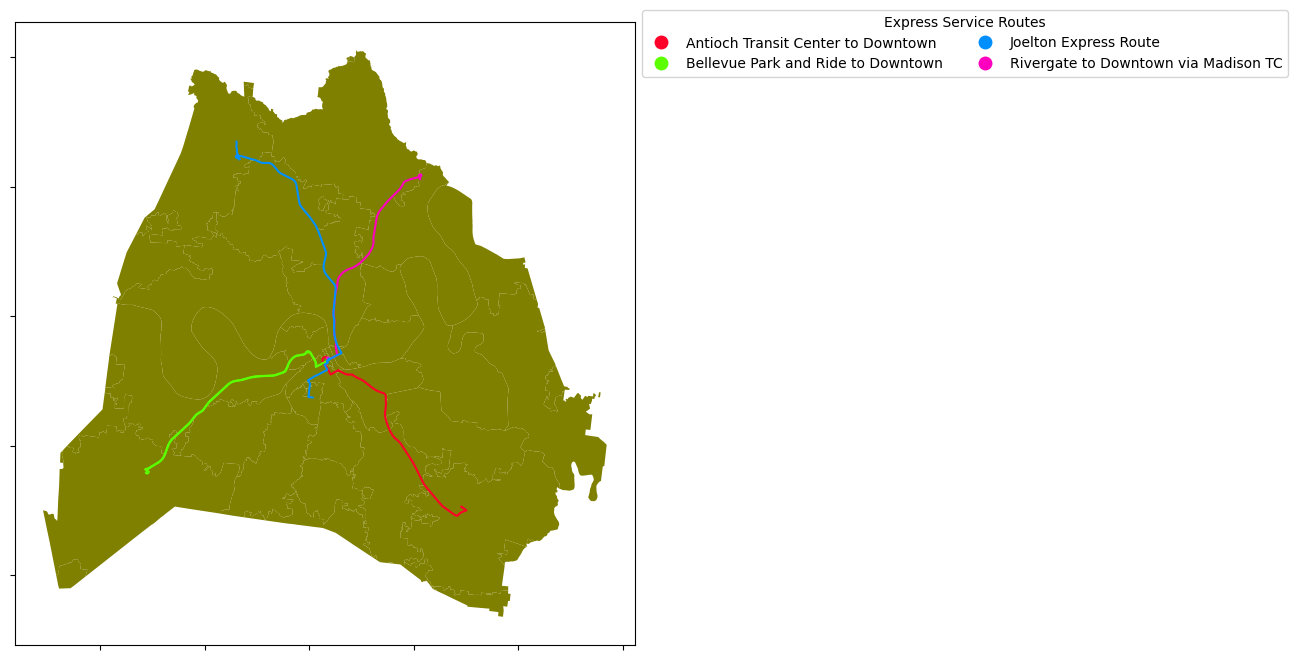 Express Service Routes
Antioch Transit Center to Downtown
Bellevue Park and Ride to Downtown
Joelton Express Route
Rivergate to Downtown via Madison TC